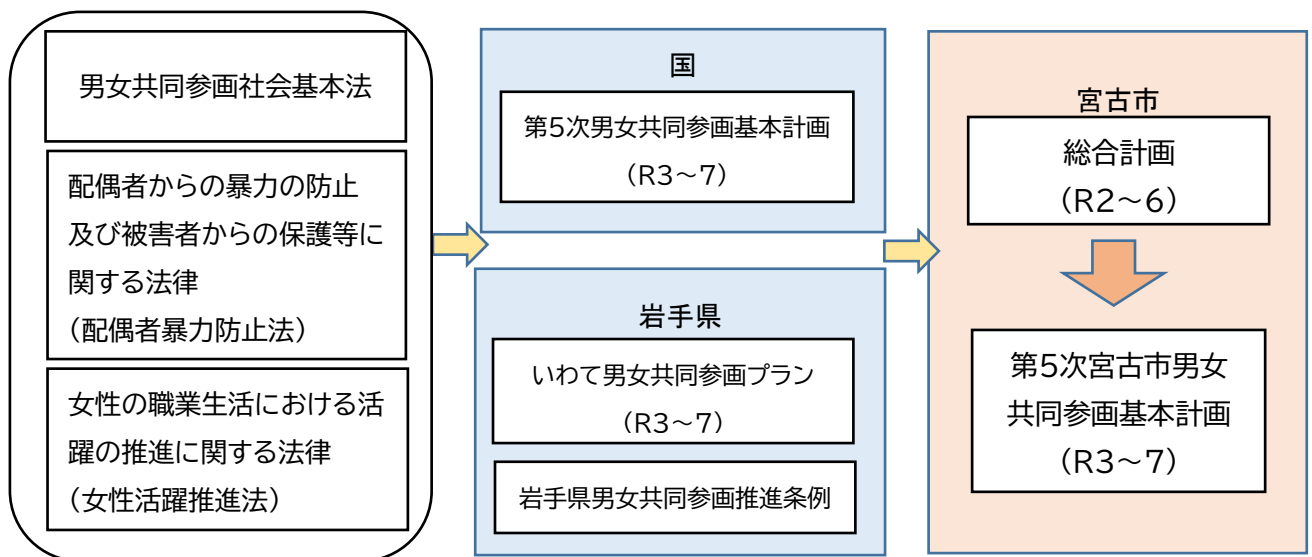 男女共同参画社会基本法
配偶者からの暴力の防止
及び被害者からの保護等に
関する法律
(配偶者暴力防止法)
女性の職業生活における活
躍の推進に関する法律
(女性活躍推進法)
国
第5次男女共同参画基本計画
(R3~7)
岩手県
いわて男女共同参画プラン
(R3~7)
岩手県男女共同参画推進条例
宮古市
総合計画
(R2~6)
第5次宮古市男女
共同参画基本計画
(R3~7)